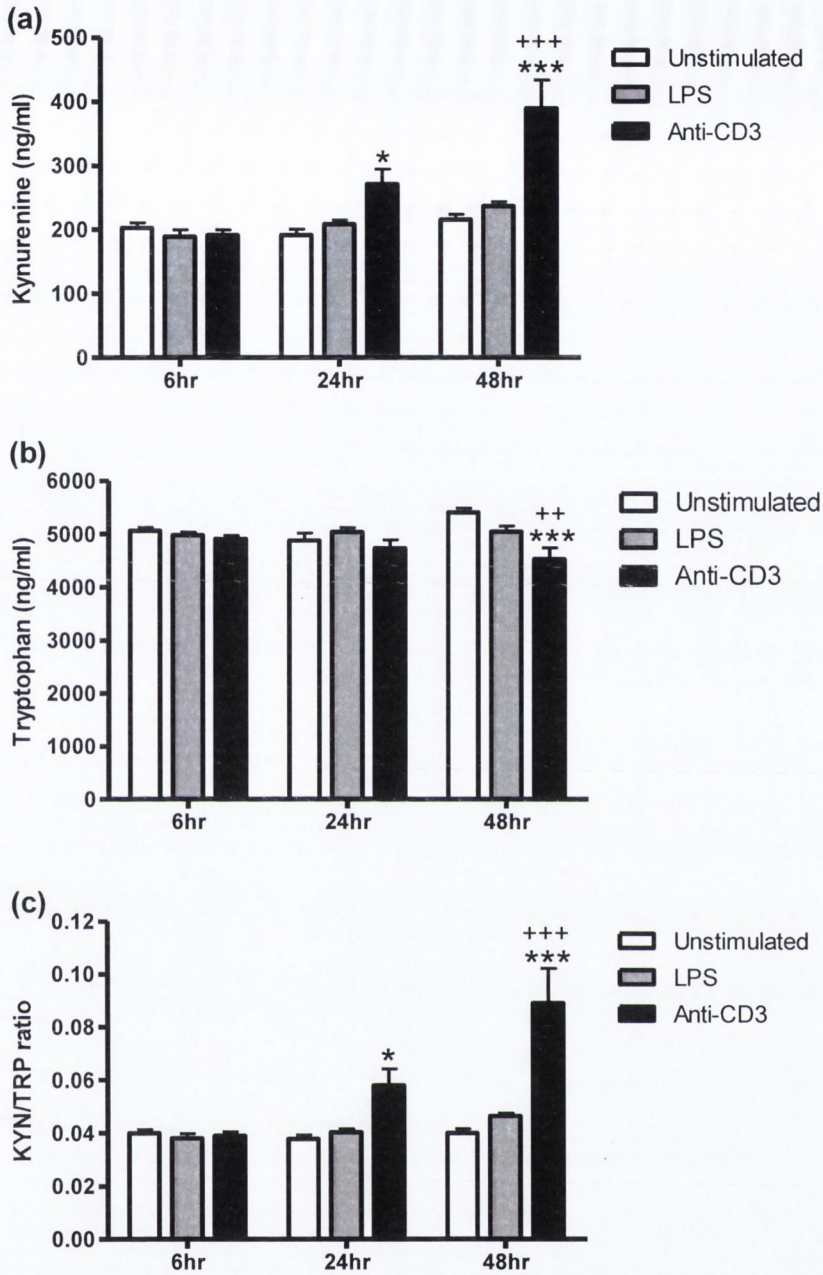 (a)
500
400
300
200
100
0
Kynurenine (ng/ml)
+++
***
*
6hr 24hr 48hr
Unstimulated
LPS
Anti-CD3
(b)
6000
5000
4000
3000
2000
1000
0
Tryptophan (ng/ml)
++
***
6hr 24hr 48hr
Unstimulated
LPS
Anti-CD3
(c)
0.12
0.10
0.08
0.06
0.04
0.02
0.00
KYN/TRP ratio
+++
***
*
6hr 24hr 48hr
Unstimulated
LPS
Anti-CD3